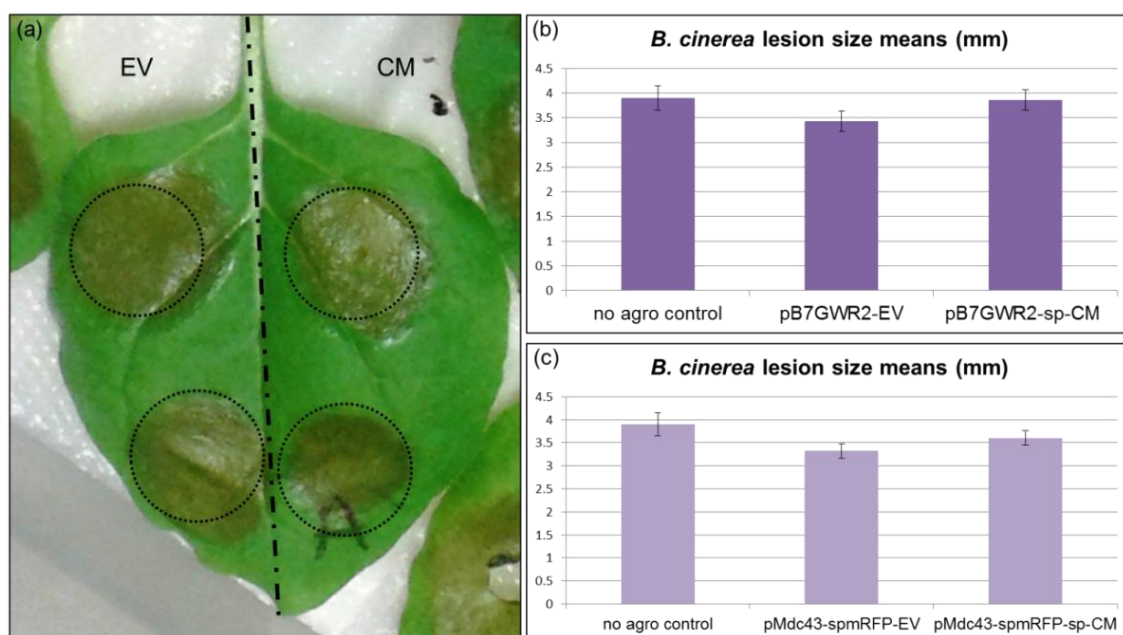 (a)
EV
CM
(b)
B. cinerea lesion size means (mm)
4.5
4
3.5
3
2.5
2
1.5
1
0.5
0
no agro control
pB7GWR2-EV
pB7GWR2-sp-CM
(c)
B. cinerea lesion size means (mm)
4.5
4
3.5
3
2.5
2
1.5
1
0.5
0
no agro control
pMdc43-spmRFP-EV
pMdc43-spmRFP-sp-CM